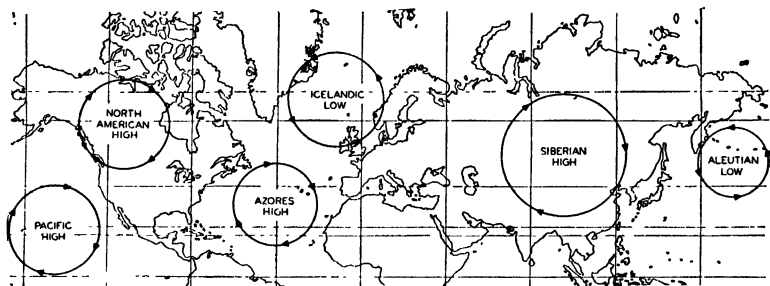 NORTH
AMERICAN
HIGH
ICELANDIC
LOW
SIBERIAN
HIGH
ALEUTIAN
LOW
AZORES
HIGH
PACIFIC
HIGH